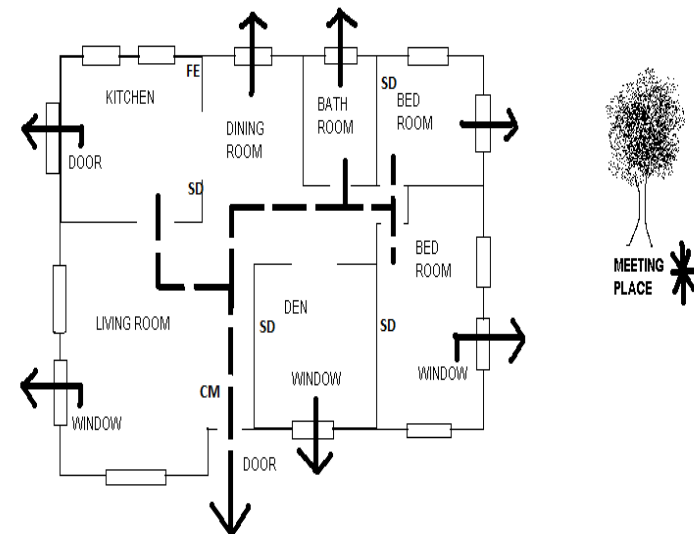 FE
SD
KITCHEN
BATH
ROOM
BED
ROOM
DINING
ROOM
DOOR
SD
BED
ROOM
MEETING
PLACE
LIVING ROOM
DEN
SD
SD
WINDOW
WINDOW
CM
WINDOW
DOOR